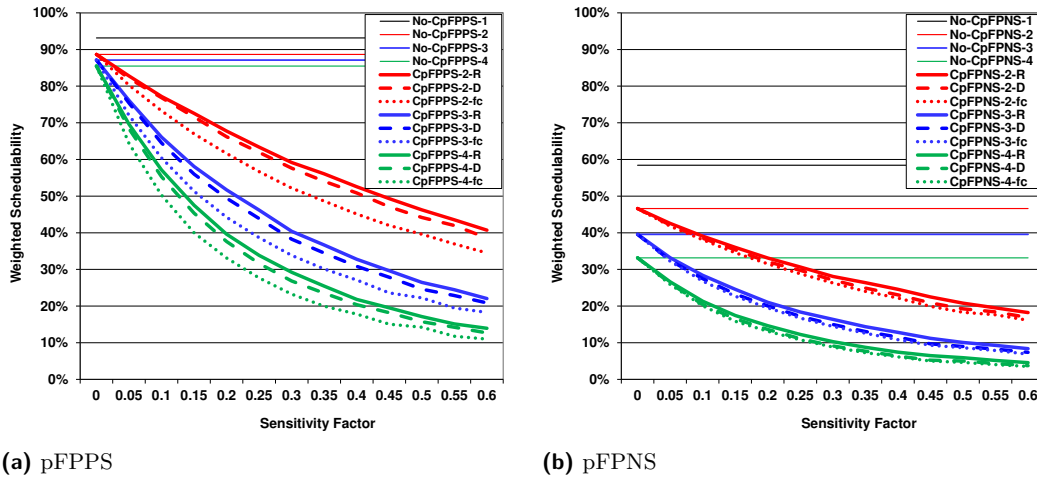 100%
90%
80%
70%
60%
50%
40%
30%
20%
10%
0%
Weighted Schedulability
0 0.05 0.1 0.15 0.2 0.25 0.3 0.35 0.4 0.45 0.5 0.55 0.6
Sensitivity Factor
No-CpFPPS-1
No-CpFPPS-2
No-CpFPPS-3
No-CpFPPS-4
CpFPPS-2-R
CpFPPS-2-D
CpFPPS-2-fc
CpFPPS-3-R
CpFPPS-3-D
CpFPPS-3-fc
CpFPPS-4-R
CpFPPS-4-D
CpFPPS-4-fc
(a) pFPPS
100%
90%
80%
70%
60%
50%
40%
30%
20%
10%
0%
Weighted Schedulability
0 0.05 0.1 0.15 0.2 0.25 0.3 0.35 0.4 0.45 0.5 0.55 0.6
Sensitivity Factor
No-CpFPNS-1
No-CpFPNS-2
No-CpFPNS-3
No-CpFPNS-4
CpFPNS-2-R
CpFPNS-2-D
CpFPNS-2-fc
CpFPNS-3-R
CpFPNS-3-D
CpFPNS-3-fc
CpFPNS-4-R
CpFPNS-4-D
CpFPNS-4-fc
(b) pFPNS